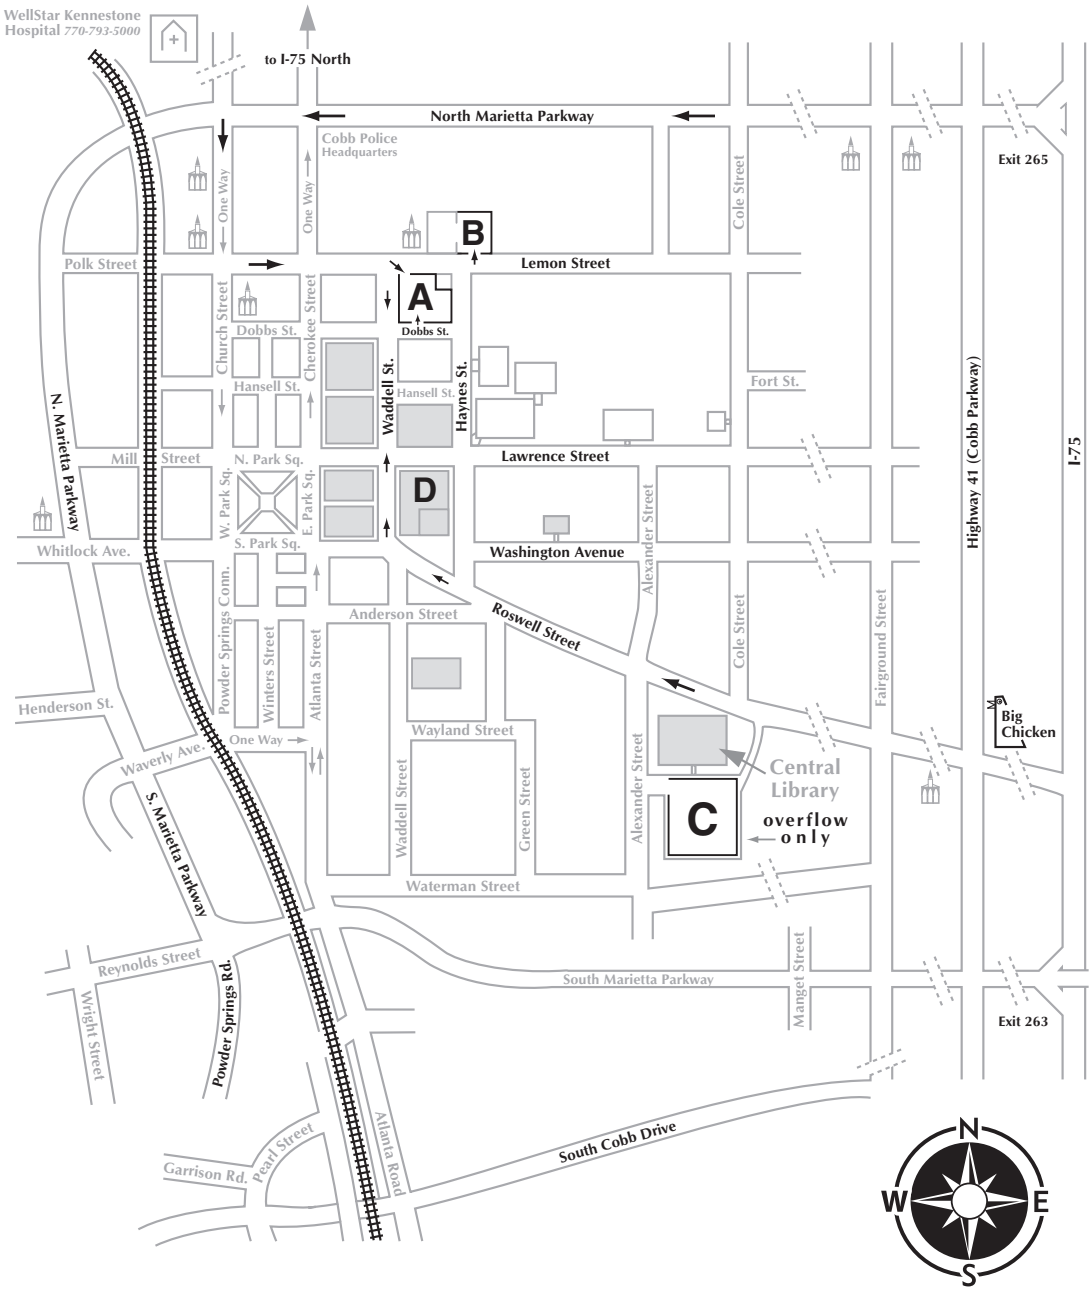 WellStar Kennestone
Hospital 770-793-5000
to I-75 North
North Marietta Parkway
Cobb Police
Headquarters
Exit 265
One Way
One Way
Cole Street
B
Polk Street
Lemon Street
A
Church Street
Cherokee Street
Dobbs St.
Dobbs St.
Waddell St.
Haynes St.
Hansell St.
Hansell St.
Fort St.
N. Marietta Parkway
Highway 41 (Cobb Parkway)
I-75
Mill Street
N. Park Sq.
Lawrence Street
W. Park Sq.
E. Park Sq.
D
Alexander Street
S. Park Sq.
Whitlock Ave.
Washington Avenue
Powder Springs Conn.
Anderson Street
Roswell Street
Winters Street
Atlanta Street
Cole Street
Fairground Street
Henderson St.
M
Big
Chicken
One Way
Wayland Street
Waverly Ave.
Waddell Street
Green Street
Alexander Street
Central
Library
C
overflow
only
S. Marietta Parkway
Waterman Street
Reynolds Street
Wright Street
Powder Springs Rd.
South Marietta Parkway
Manget Street
Exit 263
Pearl Street
Garrison Rd.
Atlanta Road
South Cobb Drive
N
W
E
S